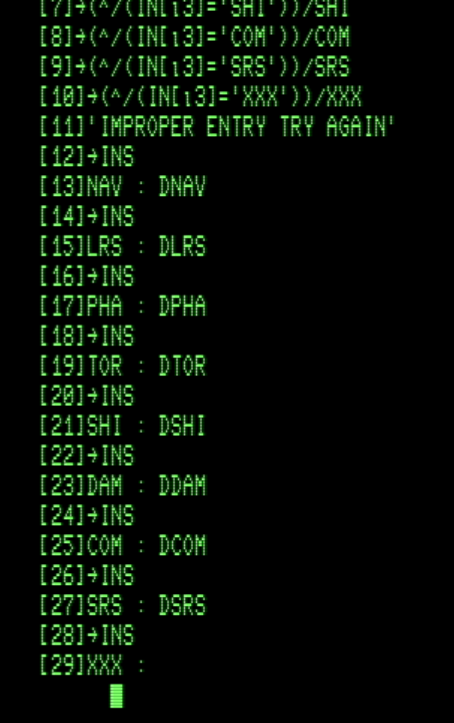 [7]→(^/(IN[⍳3]='SHI'))/SHI
[8]→(^/(IN[⍳3]='COM'))/COM
[9]→(^/(IN[⍳3]='SRS'))/SRS
[10]→(^/(IN[⍳3]='XXX'))/XXX
[11]'IMPROPER ENTRY TRY AGAIN'
[12]→INS
[13]NAV : DNAV
[14]→INS
[15]LRS : DLRS
[16]→INS
[17]PHA : DPHA
[18]→INS
[19]TOR : DTOR
[20]→INS
[21]SHI : DSHI
[22]→INS
[23]DAM : DDAM
[24]→INS
[25]COM : DCOM
[26]→INS
[27]SRS : DSRS
[28]→INS
[29]XXX :